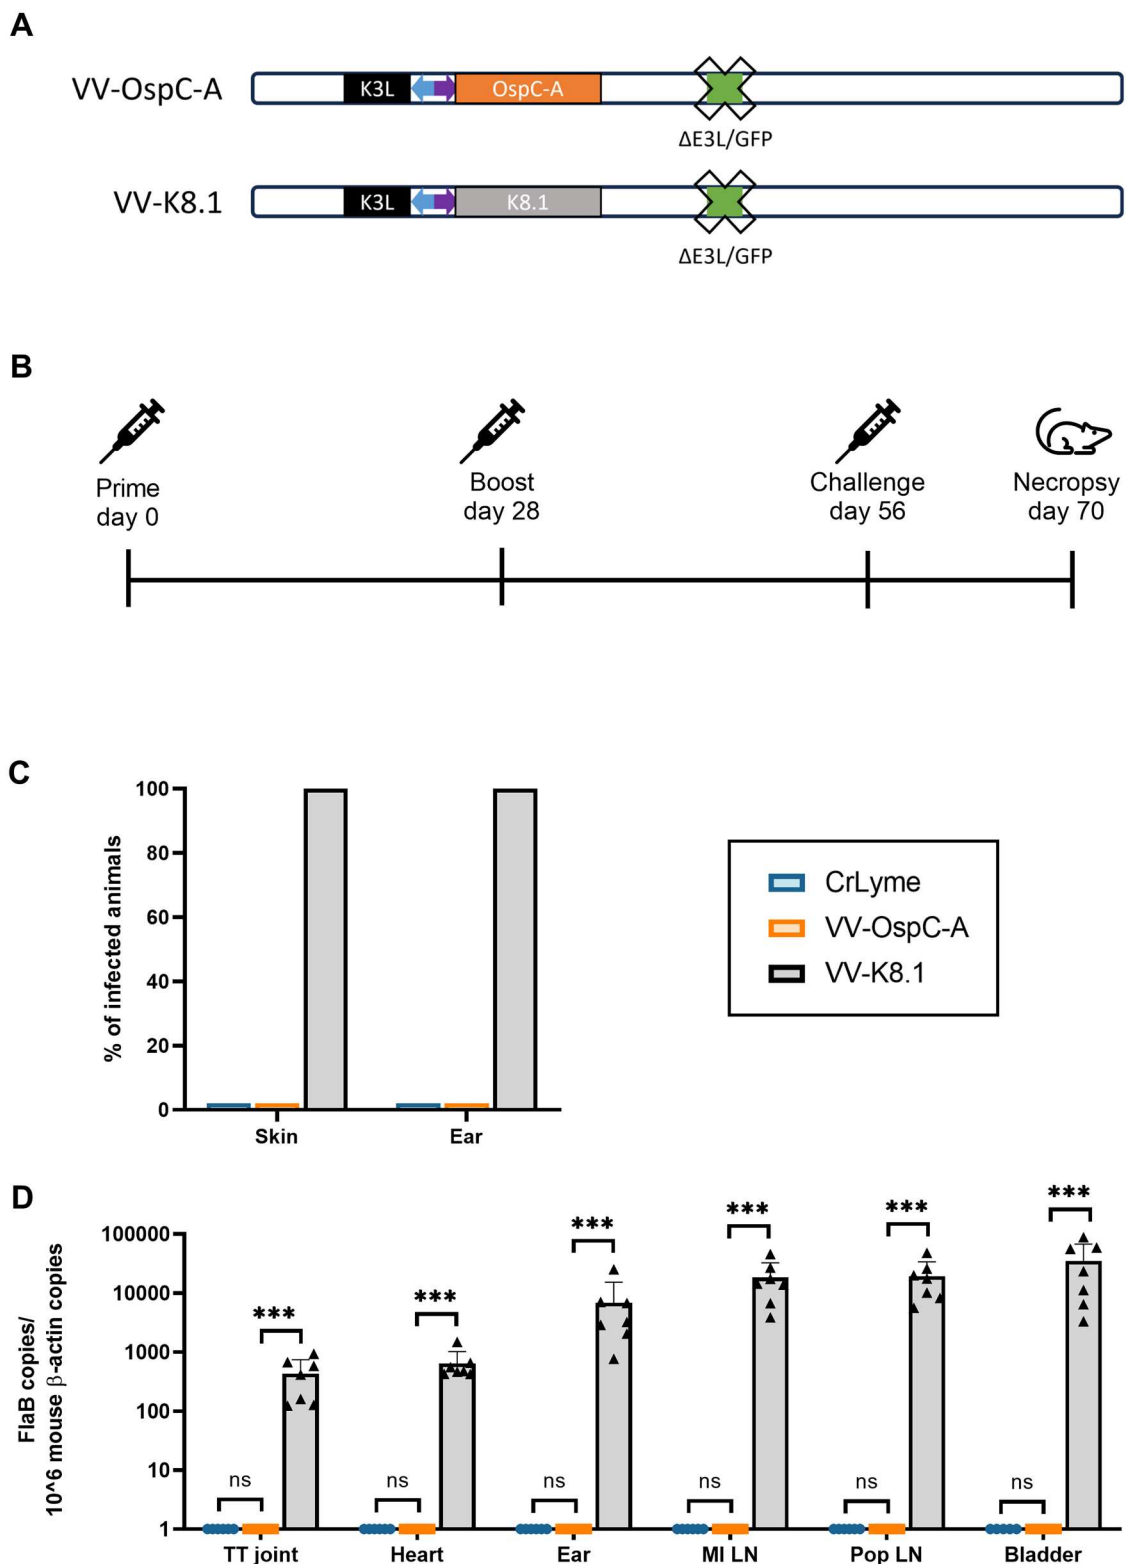 A
VV-OspC-A
K3L
OspC-A
ΔE3L/GFP
VV-K8.1
K3L
K8.1
ΔE3L/GFP
B
Prime
day 0
Boost
day 28
Challenge
day 56
Necropsy
day 70
C
% of infected animals
100
80
60
40
20
0
Skin
Ear
CrLyme
VV-OspC-A
VV-K8.1
D
FlaB copies/
10^6 mouse β-actin copies
100000
10000
1000
100
10
1
***
***
***
***
***
***
ns
ns
ns
ns
ns
ns
TT joint
Heart
Ear
MI LN
Pop LN
Bladder